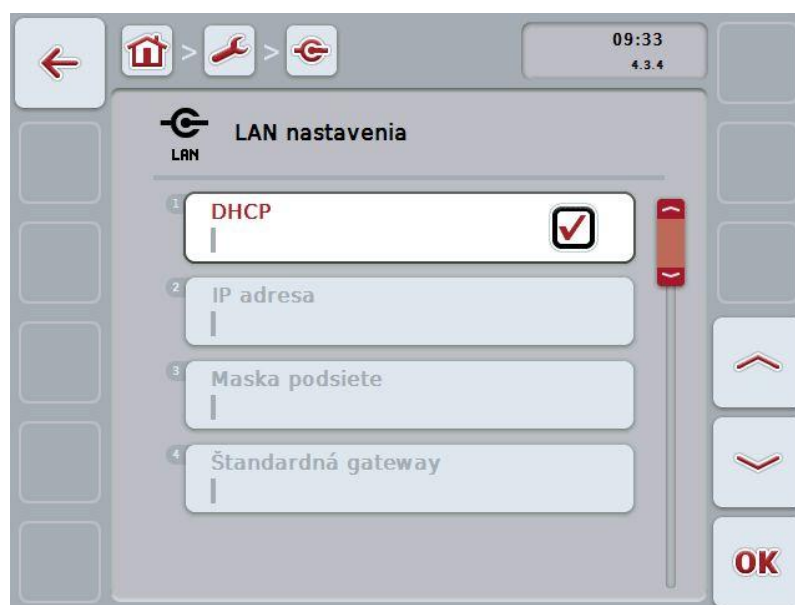 > >
09:33
4.3.4
LAN
LAN nastavenia
1
DHCP
2
IP adresa
3
Maska podsiete
4
Štandardná gateway
OK